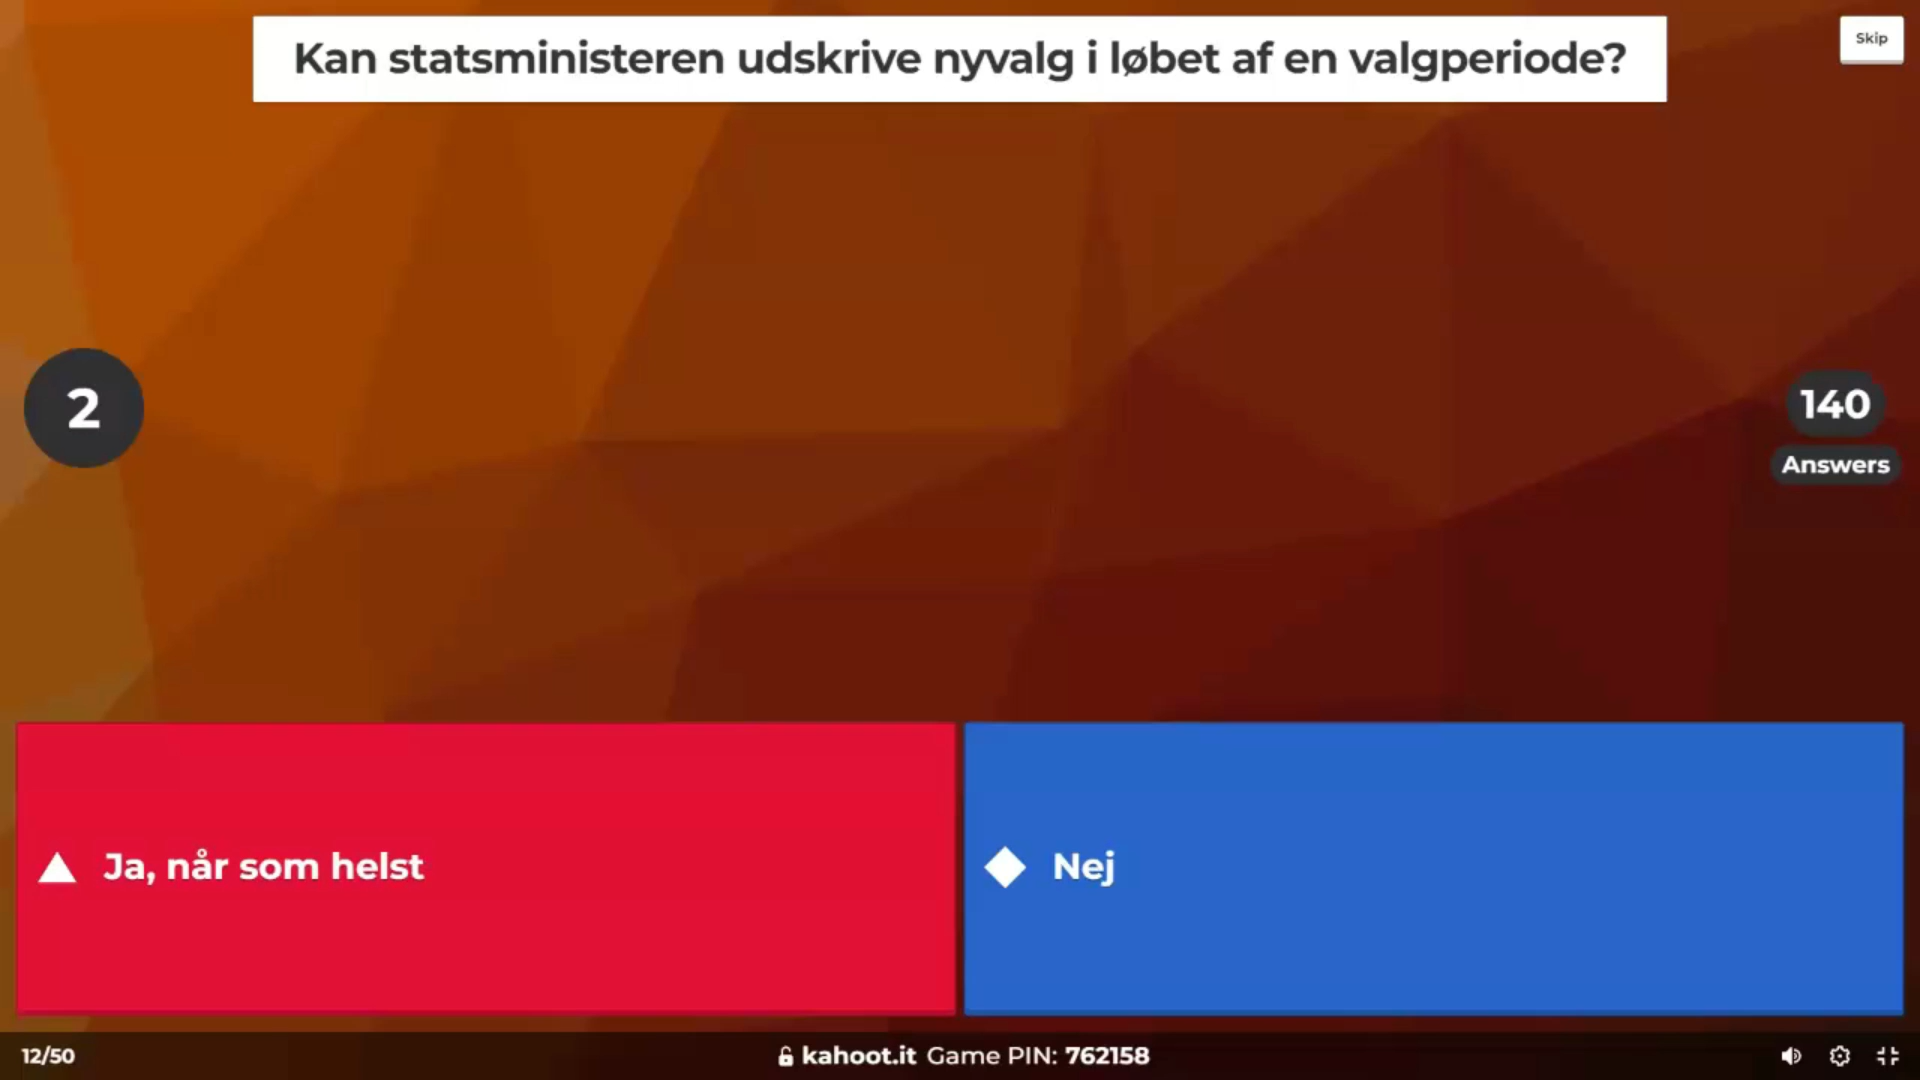 Kan statsministeren udskrive nyvalg i løbet af en valgperiode?
Skip
2
140
Answers
Ja, når som helst
Nej
12/50
kahoot.it Game PIN: 762158